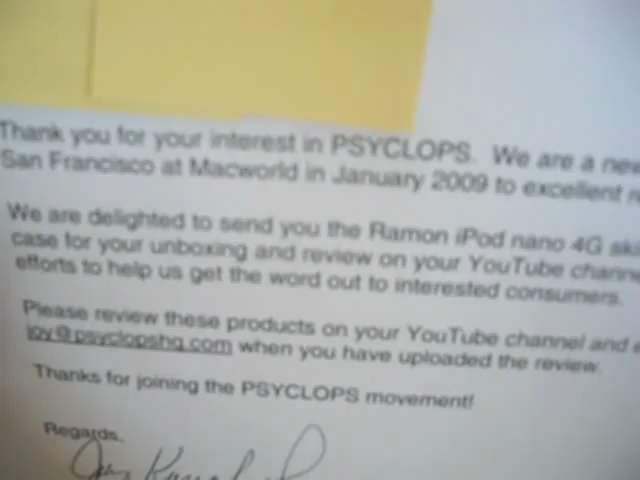 Thank you for your interest in PSYCLOPS. We are a new
San Francisco at Macworld in January 2009 to excellent
We are delighted to send you the Ramon iPod nano 4G
case for your unboxing and review on your YouTube
efforts to help us get the word out to interested consumers.
Please review these products on your YouTube channel and
joy@psyclopshq.com when you have uploaded the review.
Thanks for joining the PSYCLOPS movement!
Regards,